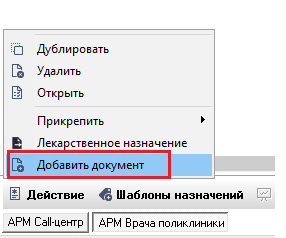 Дублировать
Удалить
Открыть
Прикрепить
Лекарственное назначение
Добавить документ
Действие Шаблоны назначений
АРМ Call-центр АРМ Врача поликлиники